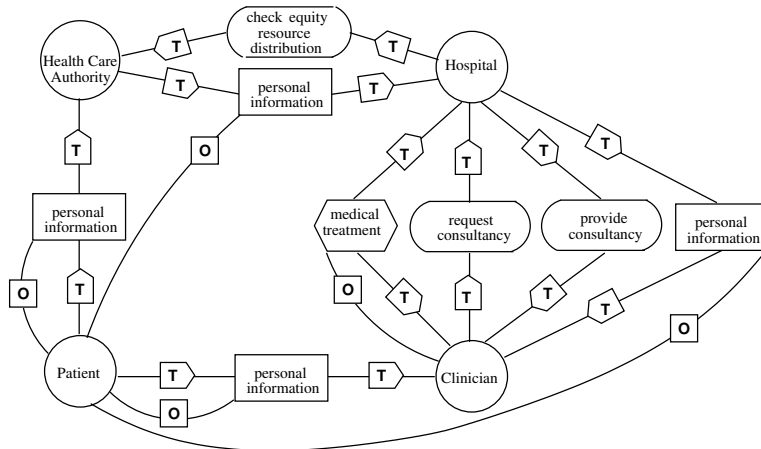 check equity
resource
distribution
T
T
Health Care
Authority
Hospital
T
personal
information
T
T
O
T
T
T
T
T
personal
information
medical
treatment
request
consultancy
provide
consultancy
personal
information
O
T
O
T
T
T
T
O
Patient
T
personal
information
T
Clinician
O